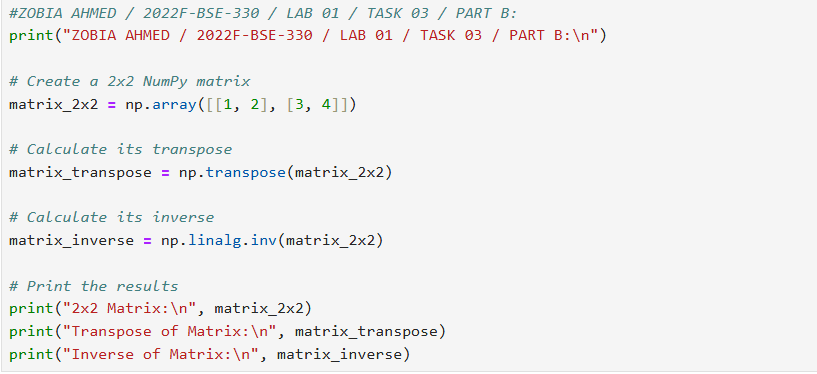 #ZOBIA AHMED / 2022F-BSE-330 / LAB 01 / TASK 03 / PART B:
print("ZOBIA AHMED / 2022F-BSE-330 / LAB 01 / TASK 03 / PART B:\n")
# Create a 2x2 NumPy matrix
matrix_2x2 = np.array([[1, 2], [3, 4]])
# Calculate its transpose
matrix_transpose = np.transpose(matrix_2x2)
# Calculate its inverse
matrix_inverse = np.linalg.inv(matrix_2x2)
# Print the results
print("2x2 Matrix:\n", matrix_2x2)
print("Transpose of Matrix:\n", matrix_transpose)
print("Inverse of Matrix:\n", matrix_inverse)